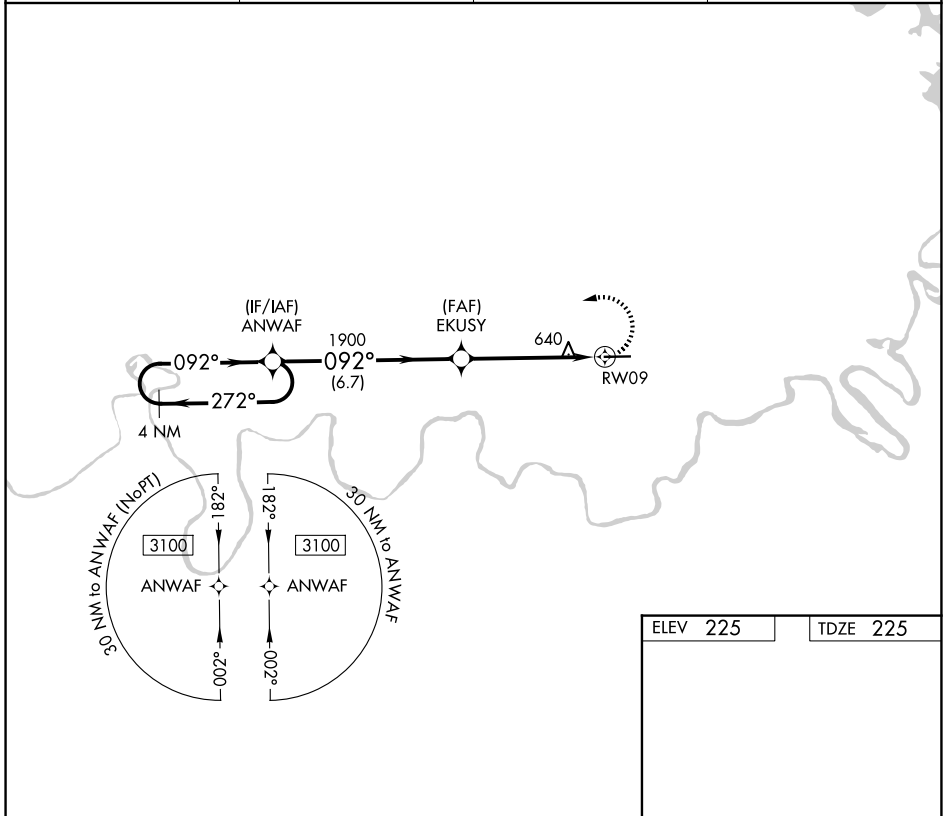 (IF/IAF)
ANWAF
(FAF)
EKUSY
1900
640
092°
092°
(6.7)
RW09
272°
4 NM
30 NM to ANWAF (NoPT)
182°
182°
30 NM to ANWAF
3100
3100
ANWAF
ANWAF
002°
002°
ELEV 225
TDZE 225